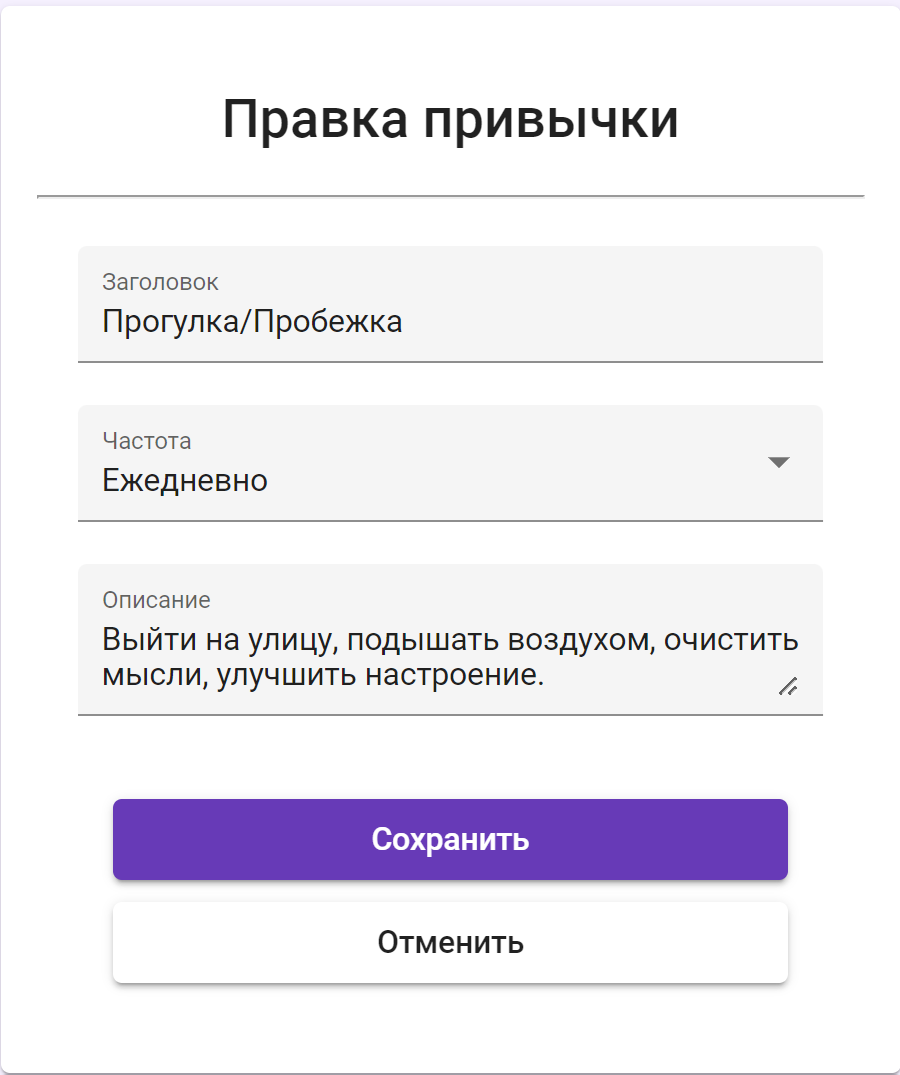 Правка привычки
Заголовок
Прогулка/Пробежка
Частота
Ежедневно
Описание
Выйти на улицу, подышать воздухом, очистить
мысли, улучшить настроение.
Сохранить
Отменить